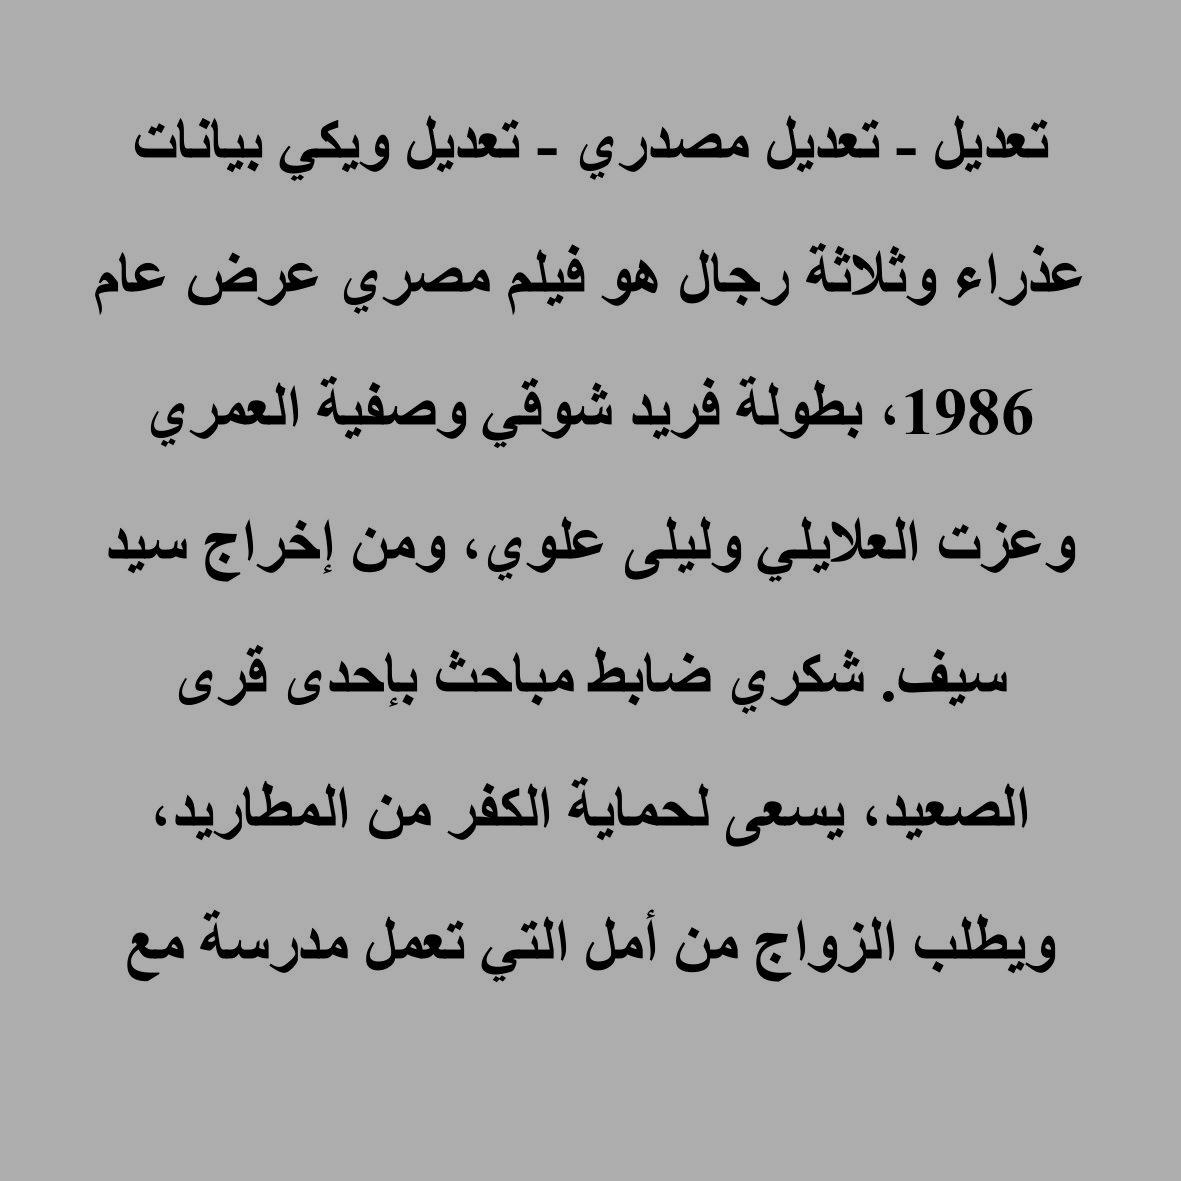 تعديل - تعديل مصدري - تعديل ويكي بيانات
عذراء وثلاثة رجال هو فيلم مصري عرض عام
1986، بطولة فريد شوقي وصفية العمري
وعزت العلايلي وليلى علوي، ومن إخراج سيد
سيف. شكري ضابط مباحث بإحدى قرى
الصعيد، يسعى لحماية الكفر من المطاريد،
ويطلب الزواج من أمل التي تعمل مدرسة مع